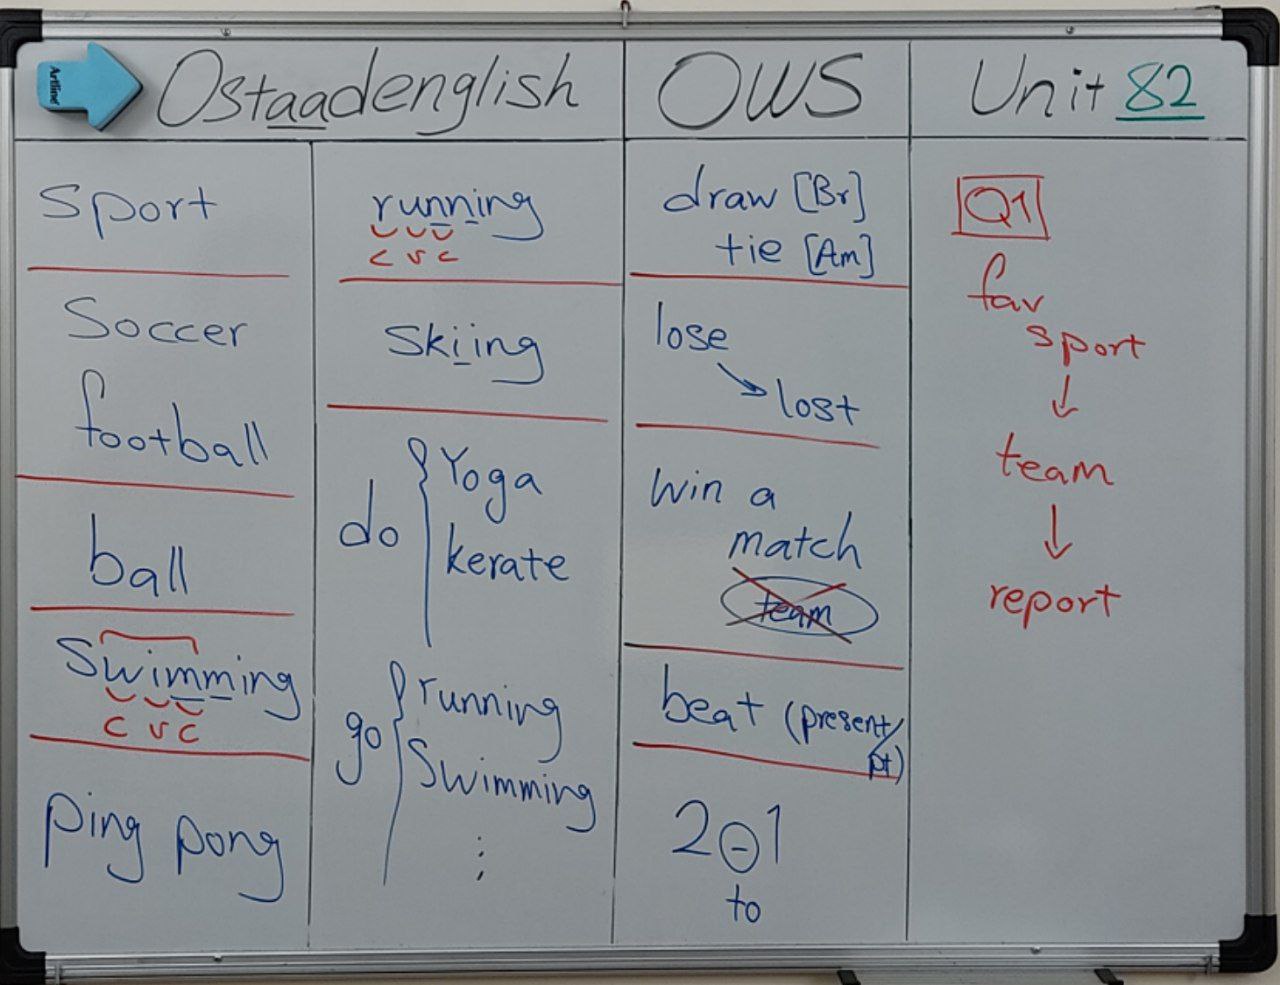 Artline
Ostaadenglish
OWS
Unit 82
Sport
Soccer
football
ball
Swimming
c v c
Ping pong
running
c v c
Skiing
do
Yoga
kerate
go
running
Swimming
:
draw [Br]
tie [Am]
lose
lost
win a
match
team
beat (present/
pt)
2-1
to
Q1
fav
sport
team
report